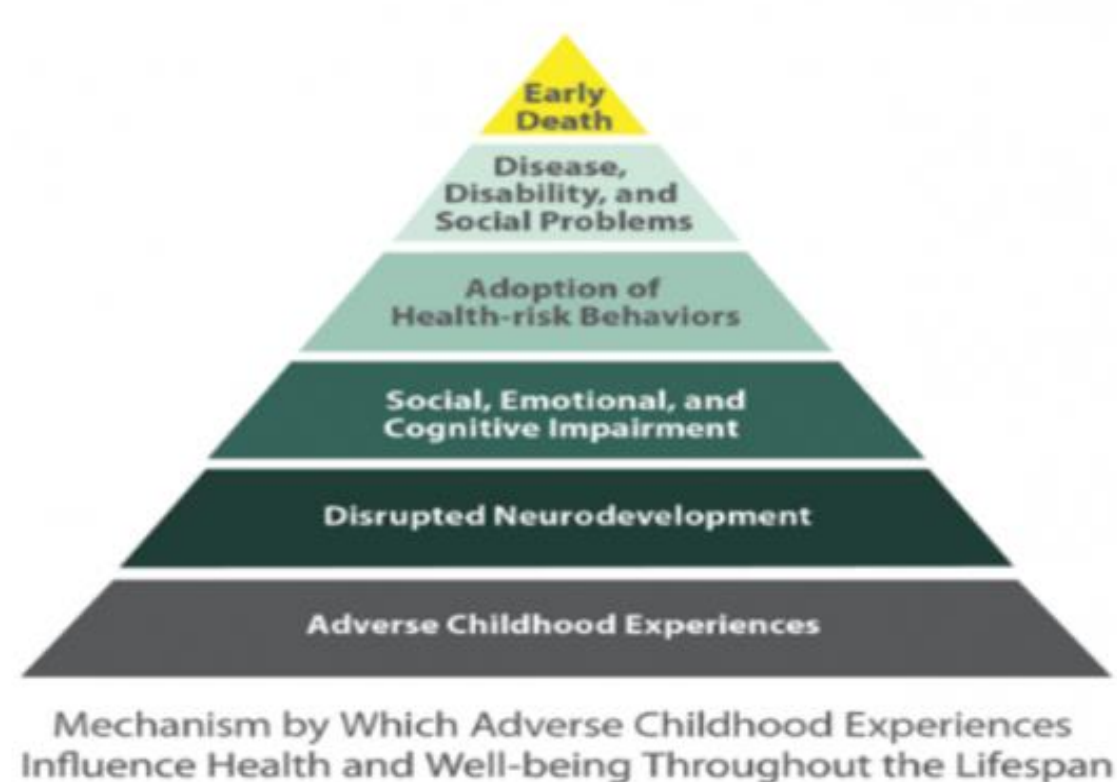 Early
Death
Disease,
Disability, and
Social Problems
Adoption of
Health-risk Behaviors
Social, Emotional, and
Cognitive Impairment
Disrupted Neurodevelopment
Adverse Childhood Experiences
Mechanism by Which Adverse Childhood Experiences
Influence Health and Well-being Throughout the Lifespan